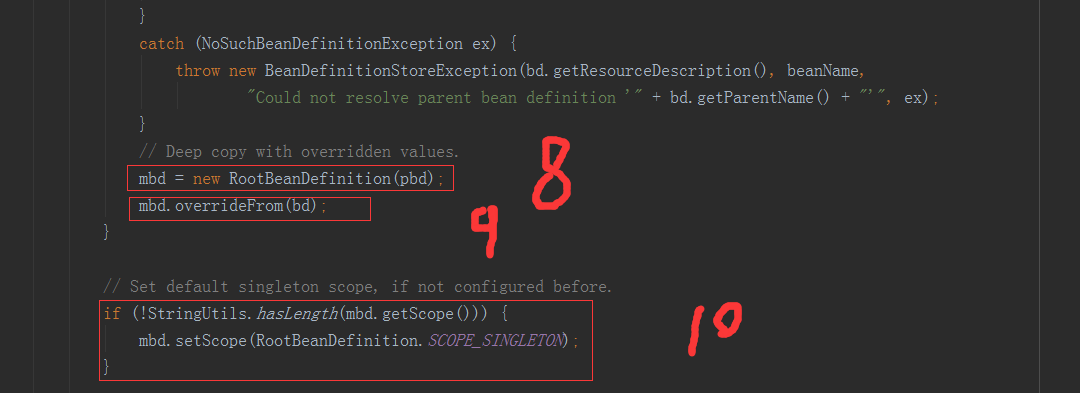 }
catch (NoSuchBeanDefinitionException ex) {
throw new BeanDefinitionStoreException(bd.getResourceDescription(), beanName,
"Could not resolve parent bean definition '" + bd.getParentName() + "'", ex);
}
// Deep copy with overridden values.
mbd = new RootBeanDefinition(pbd);
8
mbd.overrideFrom(bd);
9
}
// Set default singleton scope, if not configured before.
if (!StringUtils.hasLength(mbd.getScope())) {
10
mbd.setScope(RootBeanDefinition.SCOPE_SINGLETON);
}